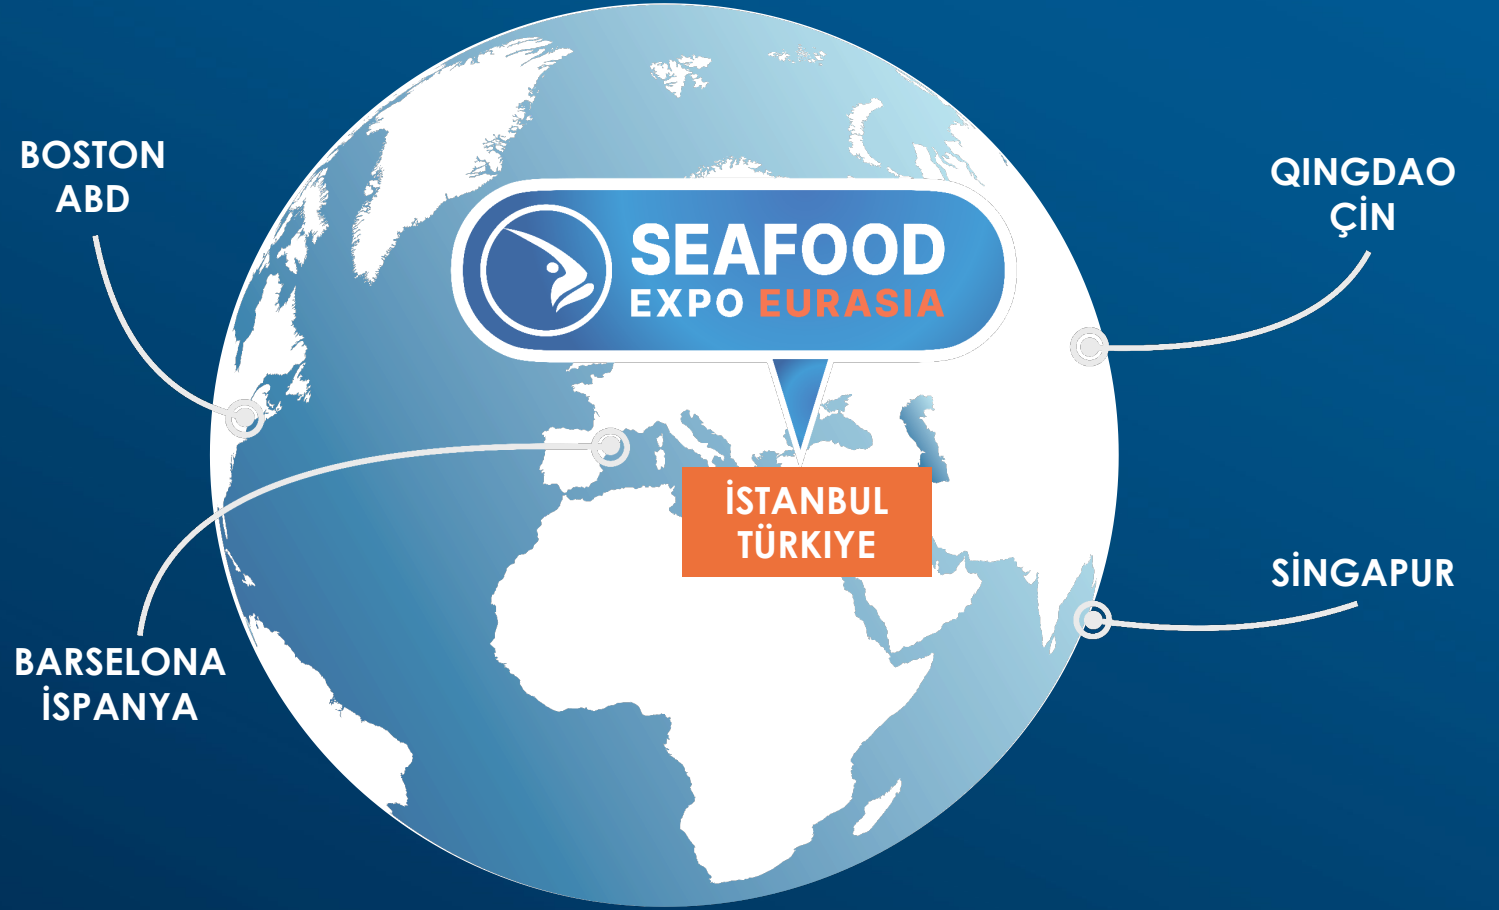 BOSTON
ABD
QINGDAO
ÇİN
SEAFOOD
EXPO EURASIA
İSTANBUL
TÜRKIYE
SİNGAPUR
BARSELONA
İSPANYA